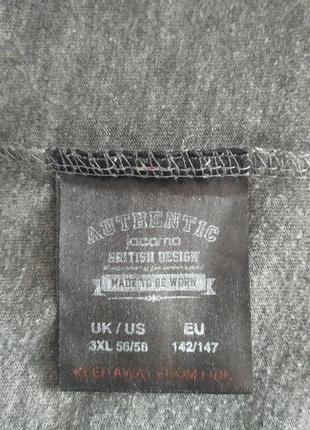 AUTHENTIC
jacamo
BRITISH DESIGN
MADE TO BE WORN
UK / US EU
3XL 56/58 142/147
KEEP AWAY FROM FIRE